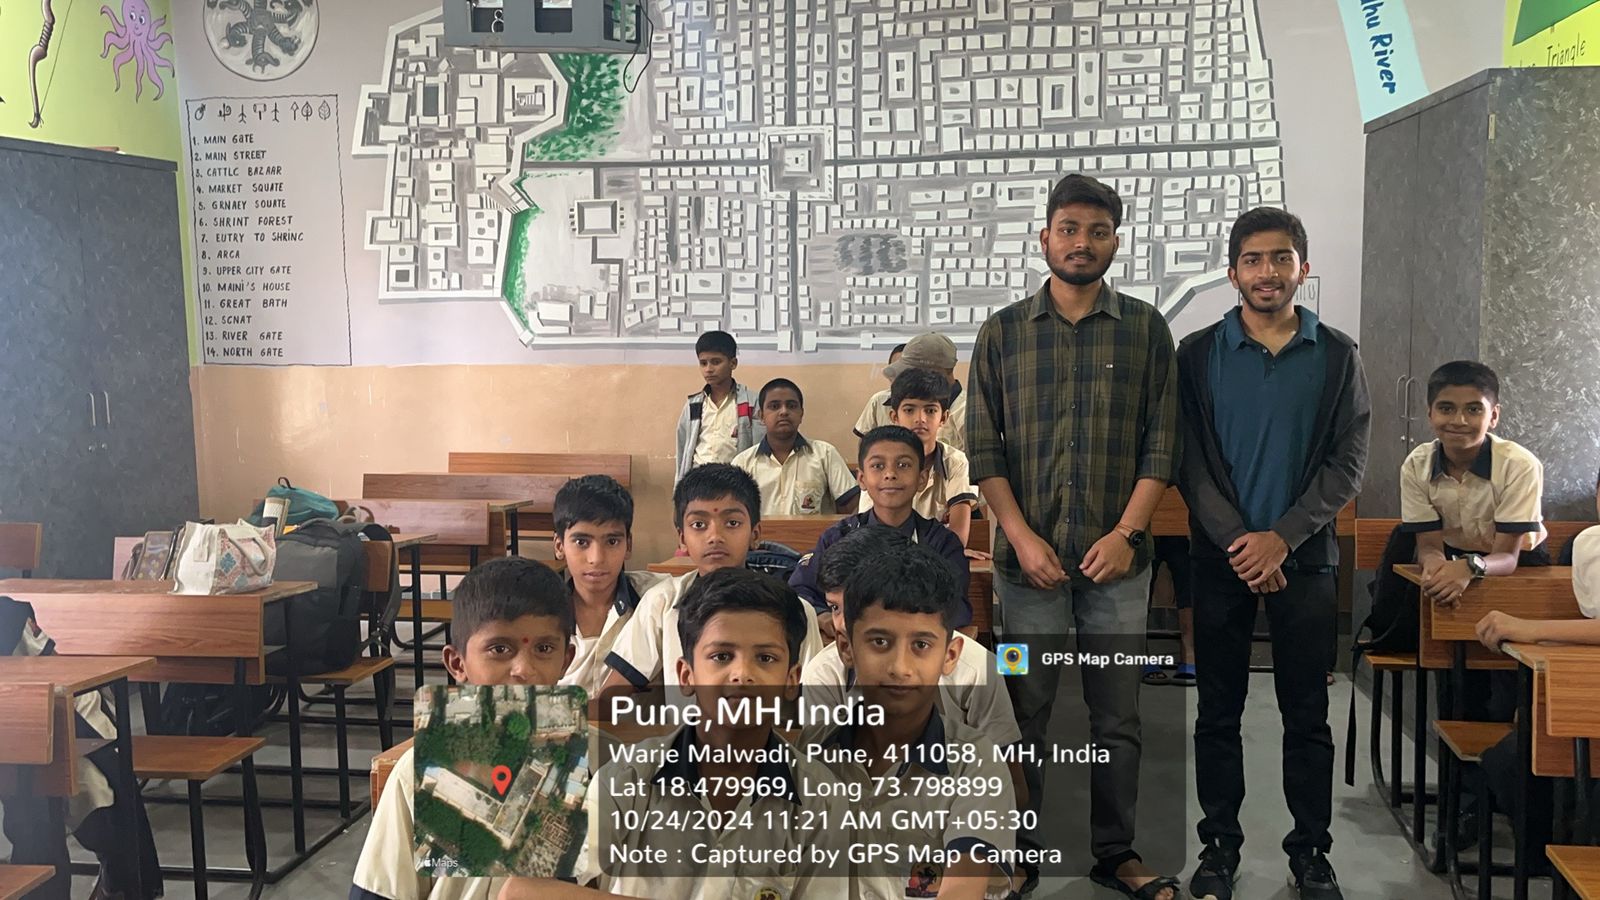 1. MAIN GATE
2. MAIN STREET
3. CATTLC BAZAAR
4. MARKET SQUATE
5. GRNAEY SOUATE
6. SHRINT FOREST
7. EUTRY TO SHRINC
8. ARCA
9. UPPER CITY GATE
10. MAINI'S HOUSE
11. GREAT BATH
12. SCNAT
13. RIVER GATE
14. NORTH GATE
dhu River
Triangle
GPS Map Camera
Pune,MH,India
Warje Malwadi, Pune, 411058, MH, India
Lat 18.479969, Long 73.798899
10/24/2024 11:21 AM GMT+05:30
Note : Captured by GPS Map Camera
Maps